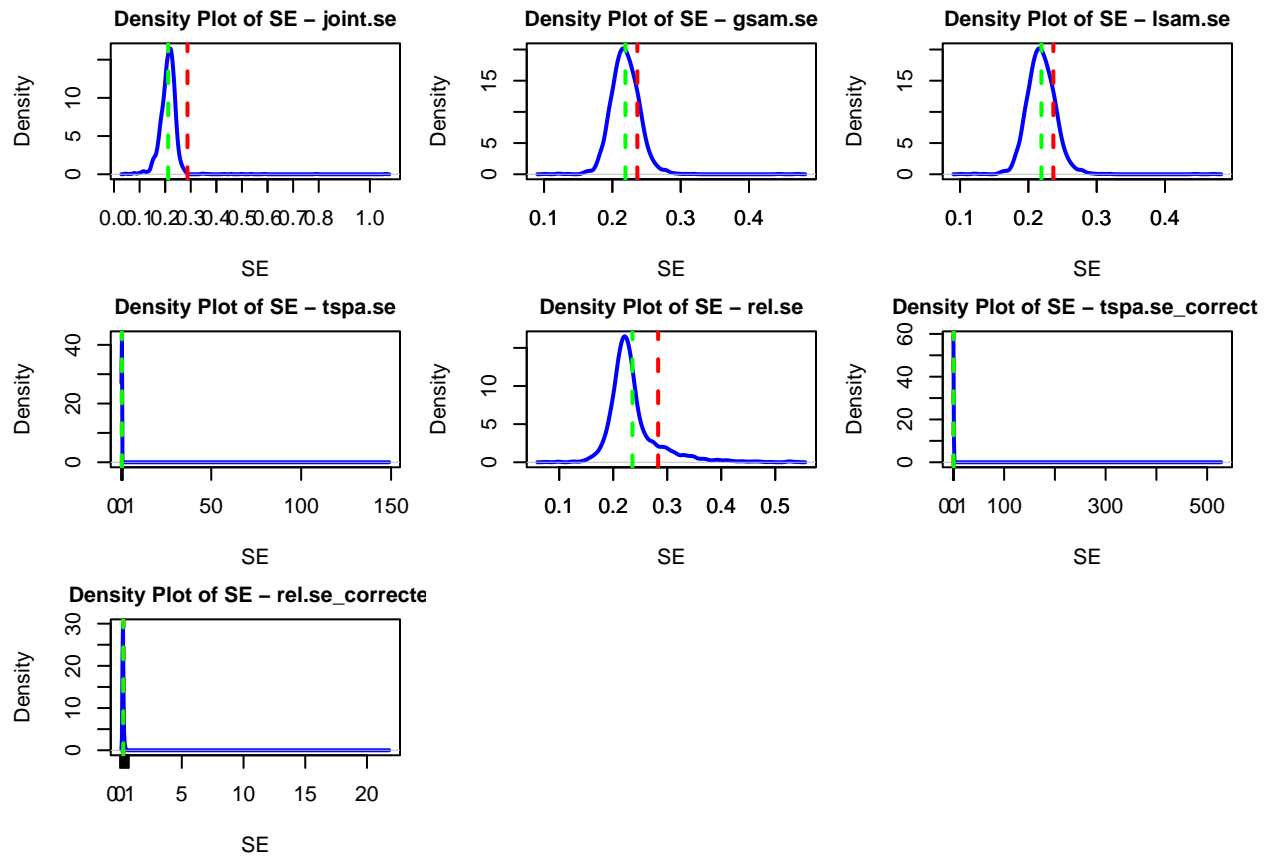 Density Plot of SE – joint.se
Density
0
5
10
0.0 0.1 0.2 0.3 0.4 0.5 0.6 0.7 0.8 1.0
SE
Density Plot of SE – gsam.se
Density
0
5
15
0.1 0.2 0.3 0.4
SE
Density Plot of SE – lsam.se
Density
0
5
15
0.1 0.2 0.3 0.4
SE
Density Plot of SE – tspa.se
Density
0
20
40
0 1 50 100 150
SE
Density Plot of SE – rel.se
Density
0
5
10
0.1 0.2 0.3 0.4 0.5
SE
Density Plot of SE – tspa.se_correct
Density
0
20
40
60
0 1 100 300 500
SE
Density Plot of SE – rel.se_correcte
Density
0
10
20
30
0 1 5 10 15 20
SE